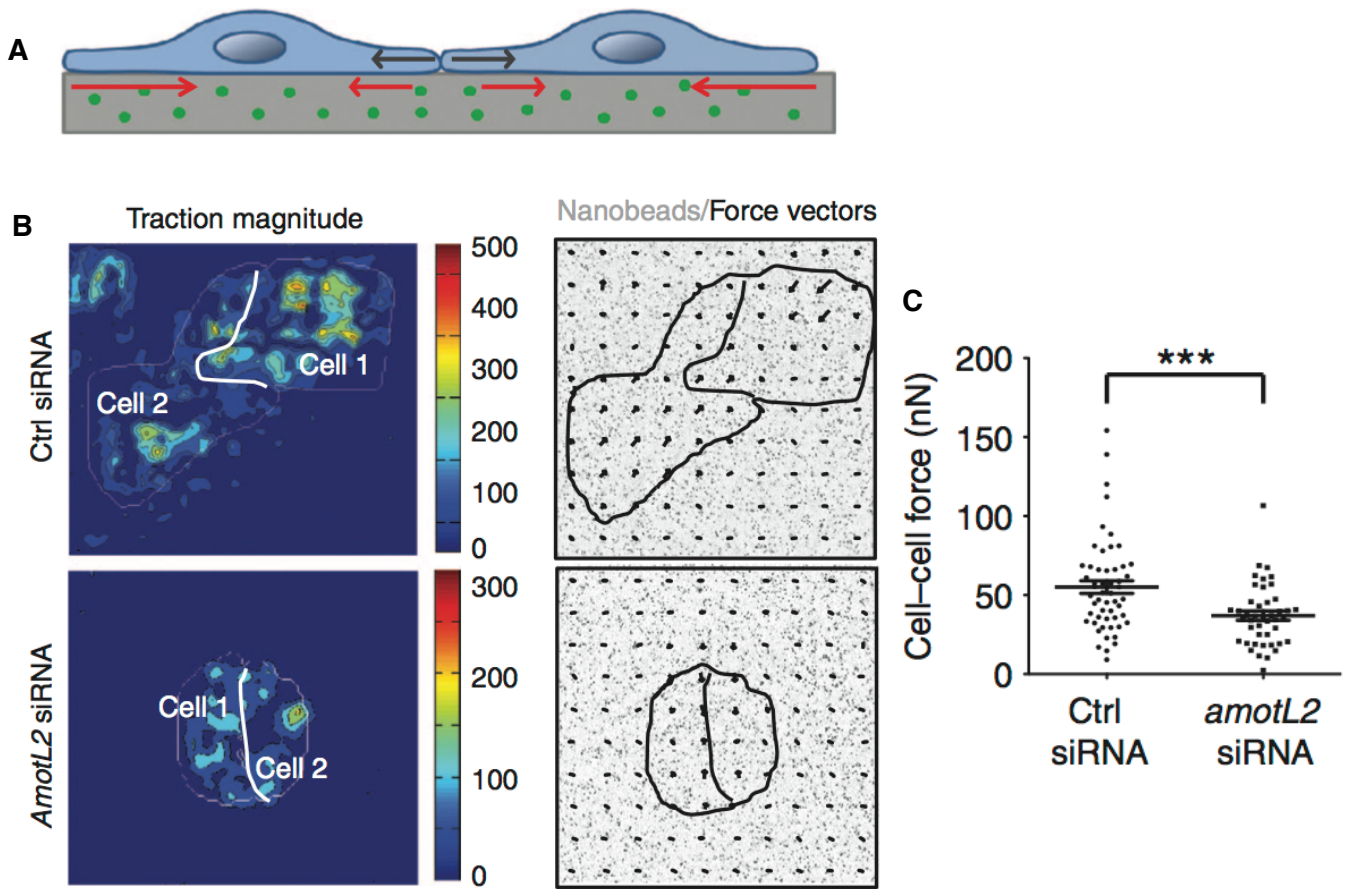 A
B
Traction magnitude
Nanobeads/Force vectors
Ctrl siRNA
Cell 1
Cell 2
500
400
300
200
100
0
AmotL2 siRNA
Cell 1
Cell 2
300
200
100
0
C
Cell–cell force (nN)
200
150
100
50
0
***
Ctrl
siRNA
amotL2
siRNA